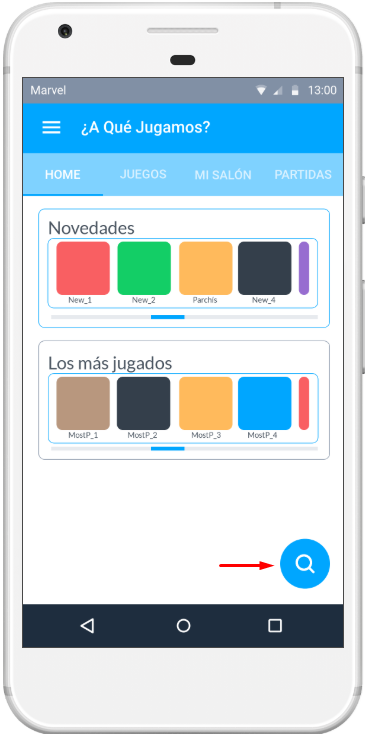 Marvel 13:00
¿A Qué Jugamos?
HOME JUEGOS MI SALÓN PARTIDAS
Novedades
New_1 New_2 Parchís New_4
Los más jugados
MostP_1 MostP_2 MostP_3 MostP_4